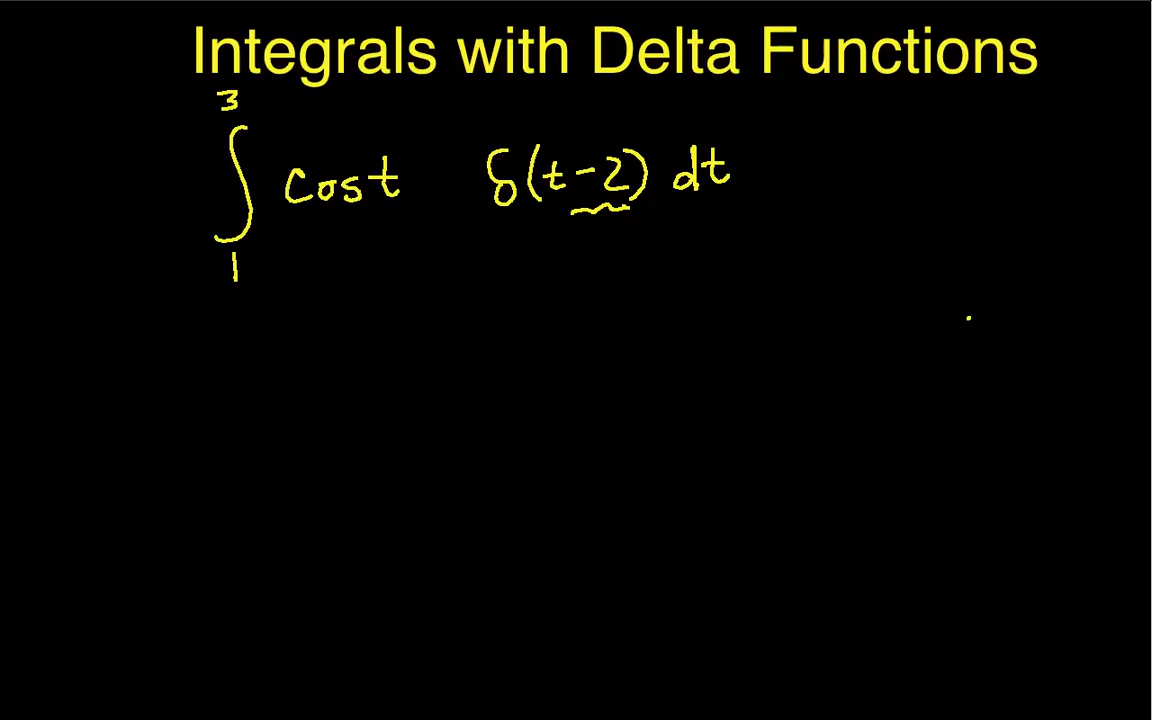 Integrals with Delta Functions
3
∫ cost δ(t-2) dt
1